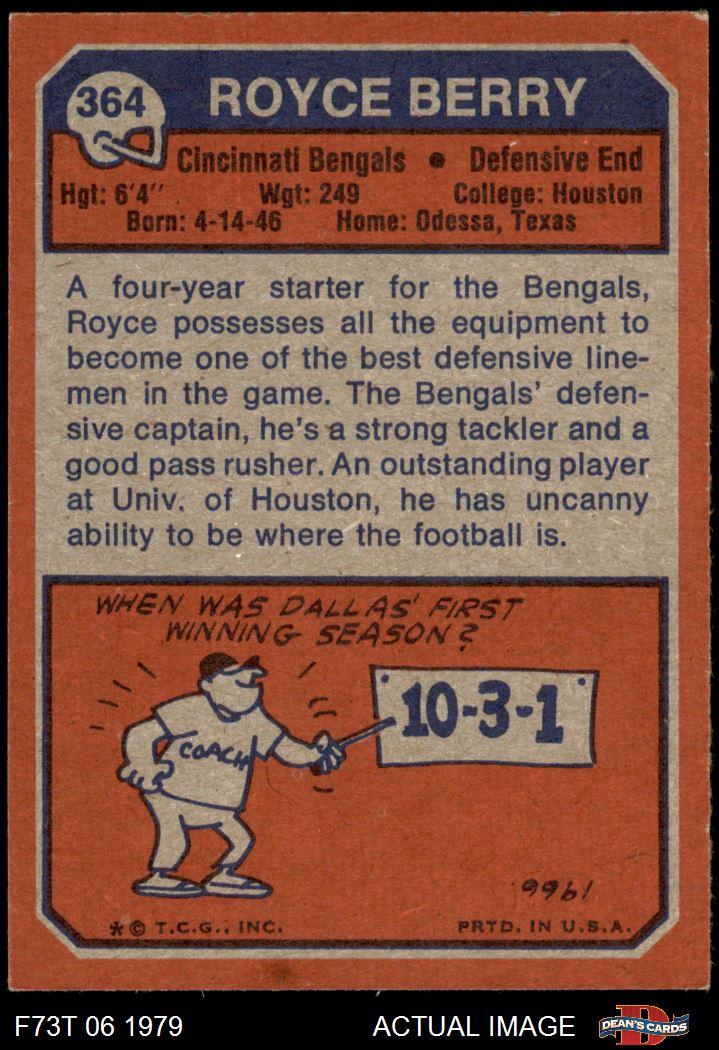 364
ROYCE BERRY
Cincinnati Bengals • Defensive End
Hgt: 6'4" Wgt: 249 College: Houston
Born: 4-14-46 Home: Odessa, Texas
A four-year starter for the Bengals,
Royce possesses all the equipment to
become one of the best defensive line-
men in the game. The Bengals' defen-
sive captain, he's a strong tackler and a
good pass rusher. An outstanding player
at Univ. of Houston, he has uncanny
ability to be where the football is.
WHEN WAS DALLAS' FIRST
WINNING SEASON?
COACH
10-3-1
1966
* © T.C.G., INC. PRTD. IN U.S.A.
F73T 06 1979 ACTUAL IMAGE
D
DEAN'S CARDS